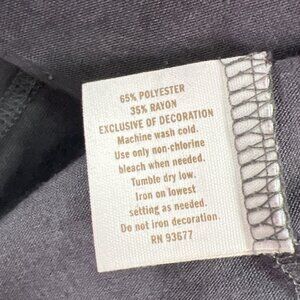 65% POLYESTER
35% RAYON
EXCLUSIVE OF DECORATION
Machine wash cold.
Use only non-chlorine
bleach when needed.
Tumble dry low.
Iron on lowest
setting as needed.
Do not iron decoration.
RN 93677